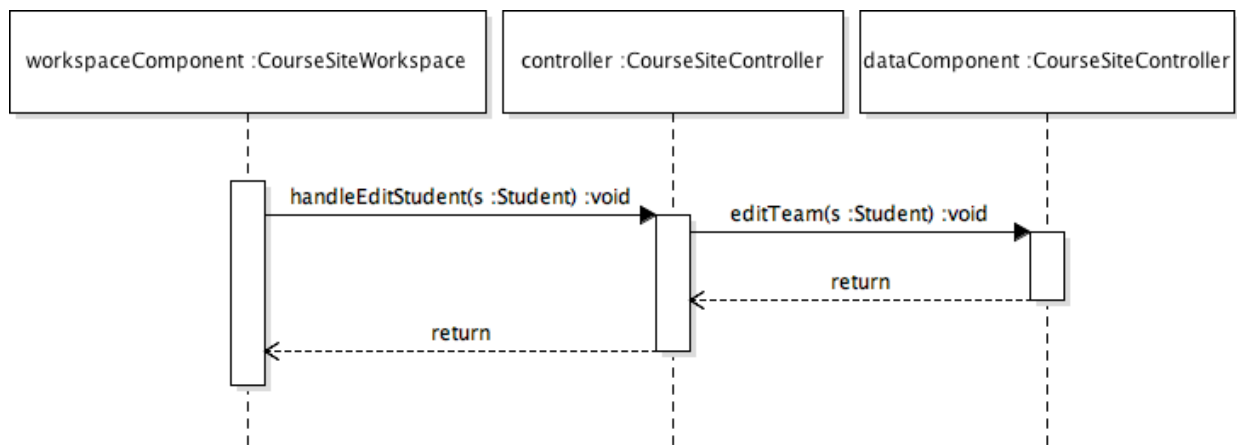 workspaceComponent :CourseSiteWorkspace
controller :CourseSiteController
dataComponent :CourseSiteController
handleEditStudent(s :Student) :void
editTeam(s :Student) :void
return
return